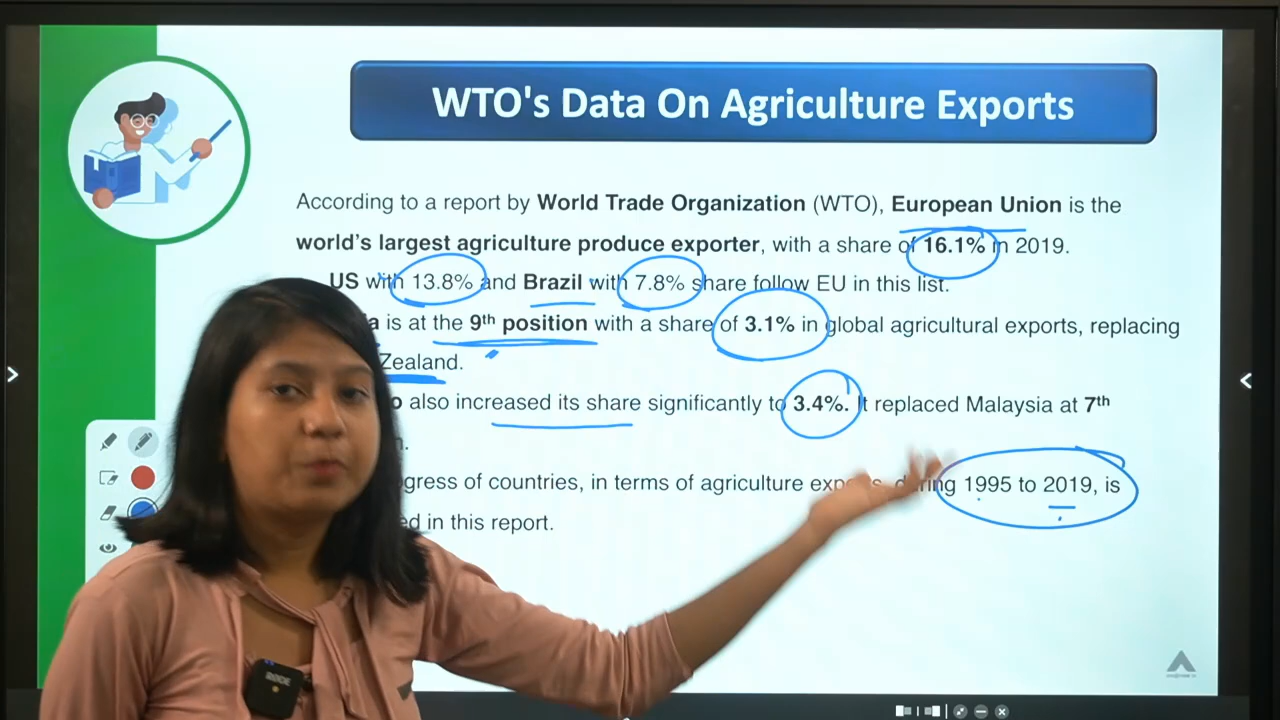 WTO's Data On Agriculture Exports
According to a report by World Trade Organization (WTO), European Union is the
world's largest agriculture produce exporter, with a share of 16.1% in 2019.
US with 13.8% and Brazil with 7.8% share follow EU in this list.
is at the 9th position with a share of 3.1% in global agricultural exports, replacing
Zealand.
also increased its share significantly to 3.4%. It replaced Malaysia at 7th
of countries, in terms of agriculture during 1995 to 2019, is
in this report.